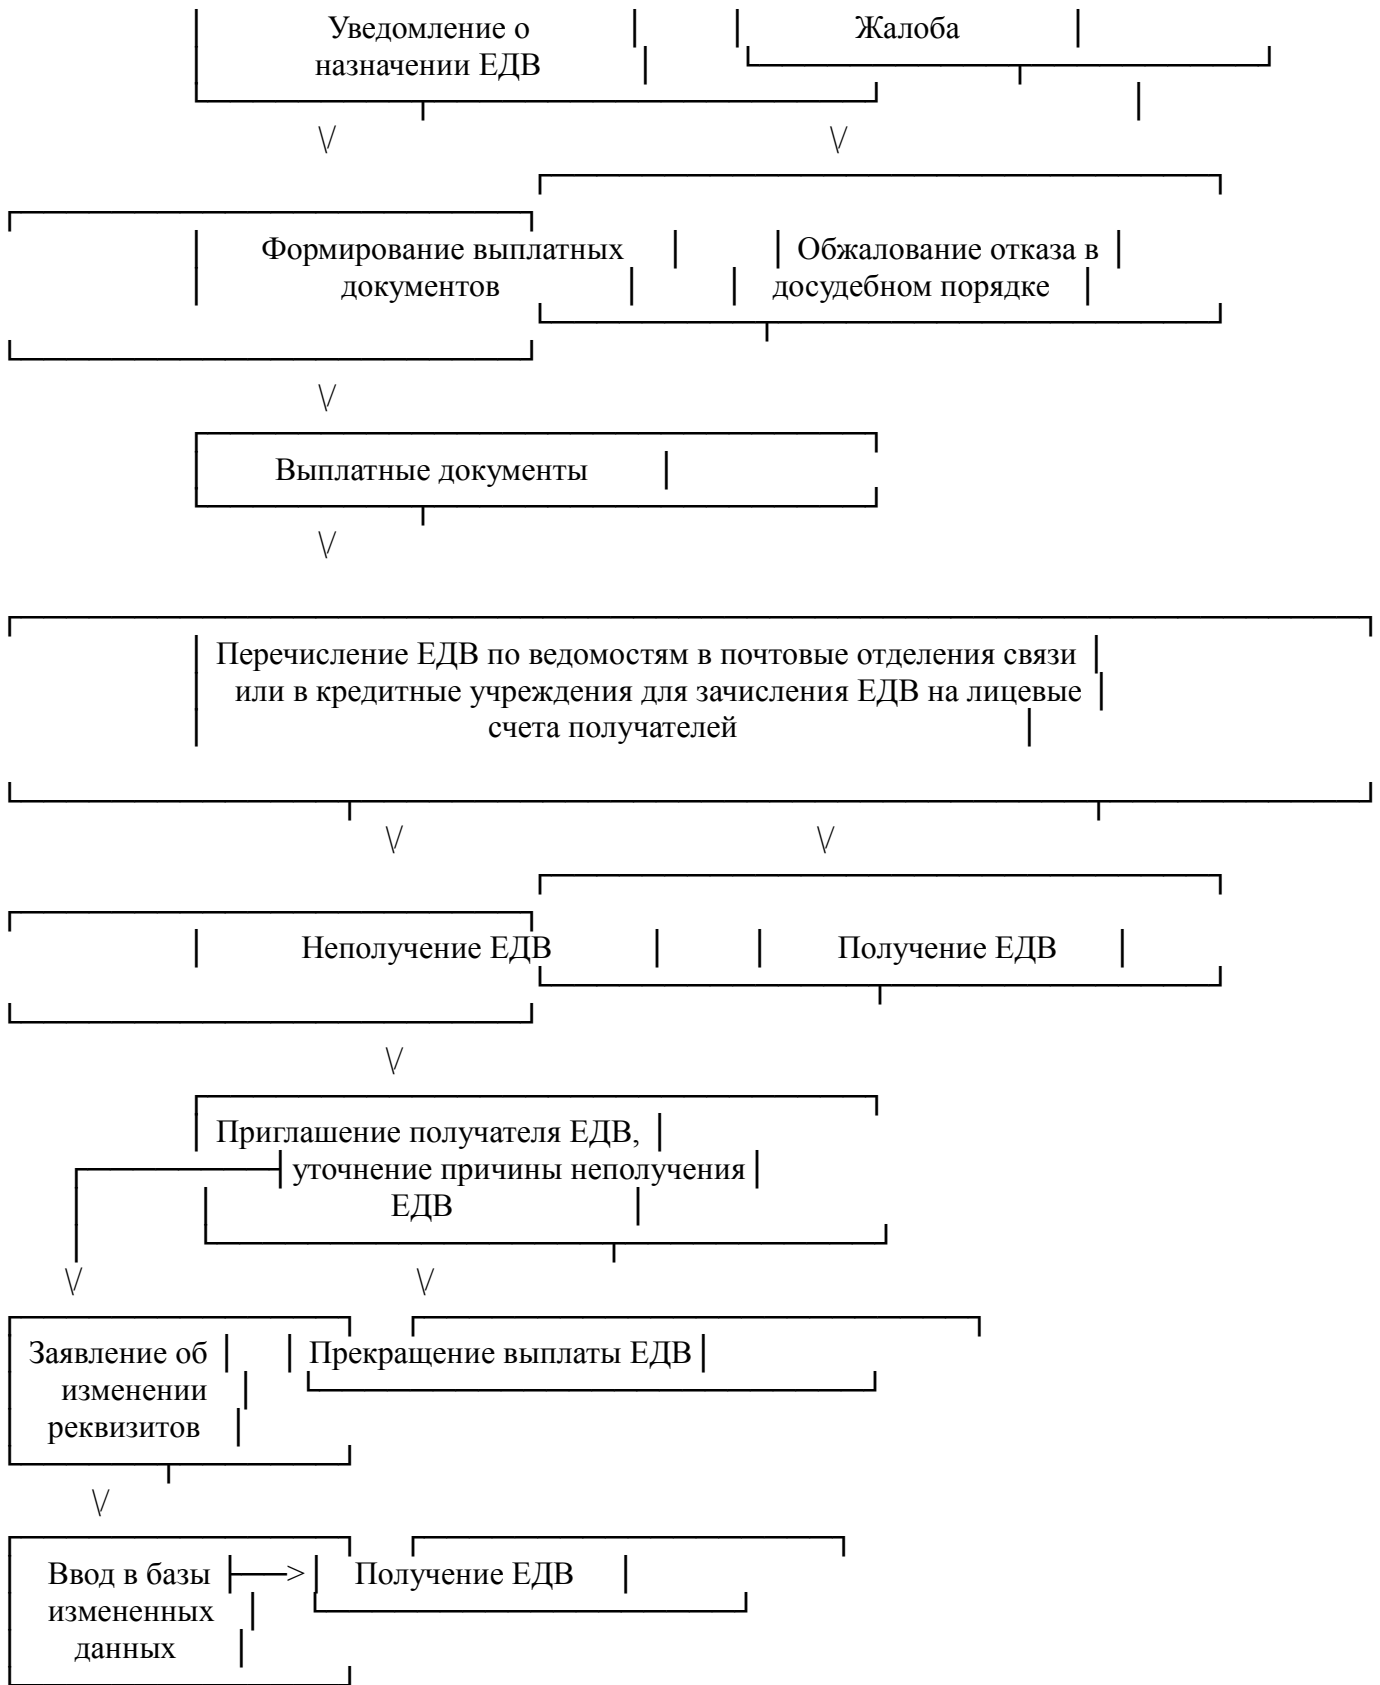 Уведомление о Жалоба
назначении ЕДВ
Формирование выплатных Обжалование отказа в
документов досудебном порядке
Выплатные документы
Перечисление ЕДВ по ведомостям в почтовые отделения связи
или в кредитные учреждения для зачисления ЕДВ на лицевые
счета получателей
Неполучение ЕДВ Получение ЕДВ
Приглашение получателя ЕДВ,
уточнение причины неполучения
ЕДВ
Заявление об Прекращение выплаты ЕДВ
изменении
реквизитов
Ввод в базы Получение ЕДВ
измененных
данных